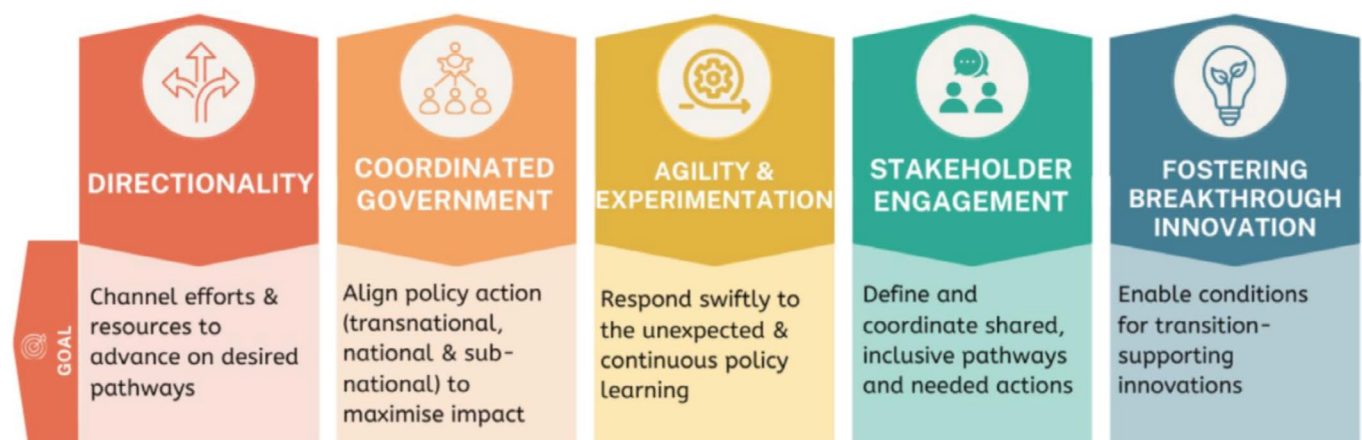 DIRECTIONALITY
COORDINATED
GOVERNMENT
AGILITY &
EXPERIMENTATION
STAKEHOLDER
ENGAGEMENT
FOSTERING
BREAKTHROUGH
INNOVATION
GOAL
Channel efforts &
resources to
advance on desired
pathways
Align policy action
(transnational,
national & sub-
national) to
maximise impact
Respond swiftly to
the unexpected &
continuous policy
learning
Define and
coordinate shared,
inclusive pathways
and needed actions
Enable conditions
for transition-
supporting
innovations